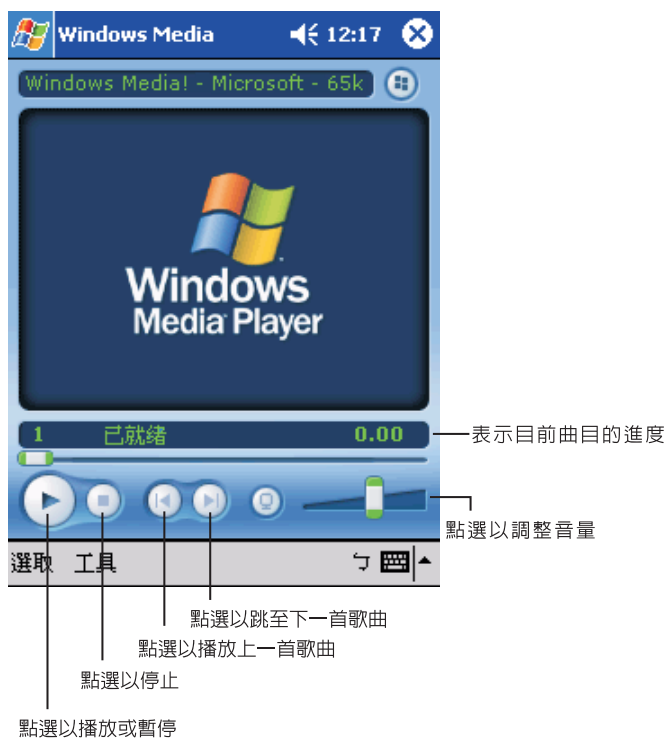 Windows Media 12:17
Windows Media! - Microsoft - 65k
Windows
Media Player
1 已就绪 0.00
表示目前曲目的進度
點選以調整音量
選取 工具 ㄅ
點選以跳至下一首歌曲
點選以播放上一首歌曲
點選以停止
點選以播放或暫停